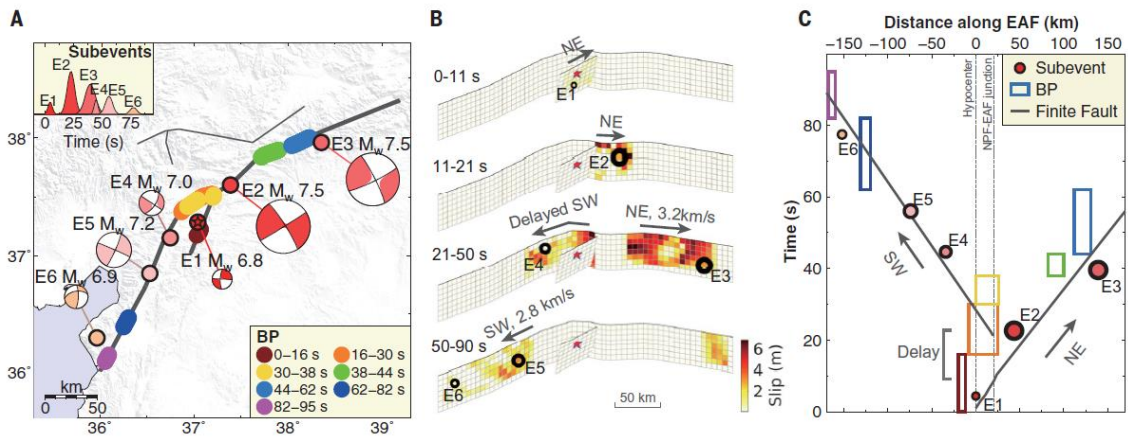 A
Subevents
E2
E3
E1
E4E5
E6
0 25 50 75
Time (s)
38°
37°
36°
E3 Mw 7.5
E4 Mw 7.0
E2 Mw 7.5
E5 Mw 7.2
E1 Mw 6.8
E6 Mw 6.9
BP
0–16 s
16–30 s
30–38 s
38–44 s
44–62 s
62–82 s
82–95 s
km
0 50
36° 37° 38° 39°
B
NE
0-11 s
E1
NE
11-21 s
E2
Delayed SW
NE, 3.2km/s
21-50 s
E4
E3
SW, 2.8 km/s
50-90 s
E5
E6
50 km
Slip (m)
6
4
2
C
Distance along EAF (km)
−150 −100 −50 0 50 100 150
Hypocenter
NPF-EAF junction
Subevent
BP
Finite Fault
Time (s)
80
60
40
20
0
E6
E5
E4
SW
E3
E2
Delay
NE
E1